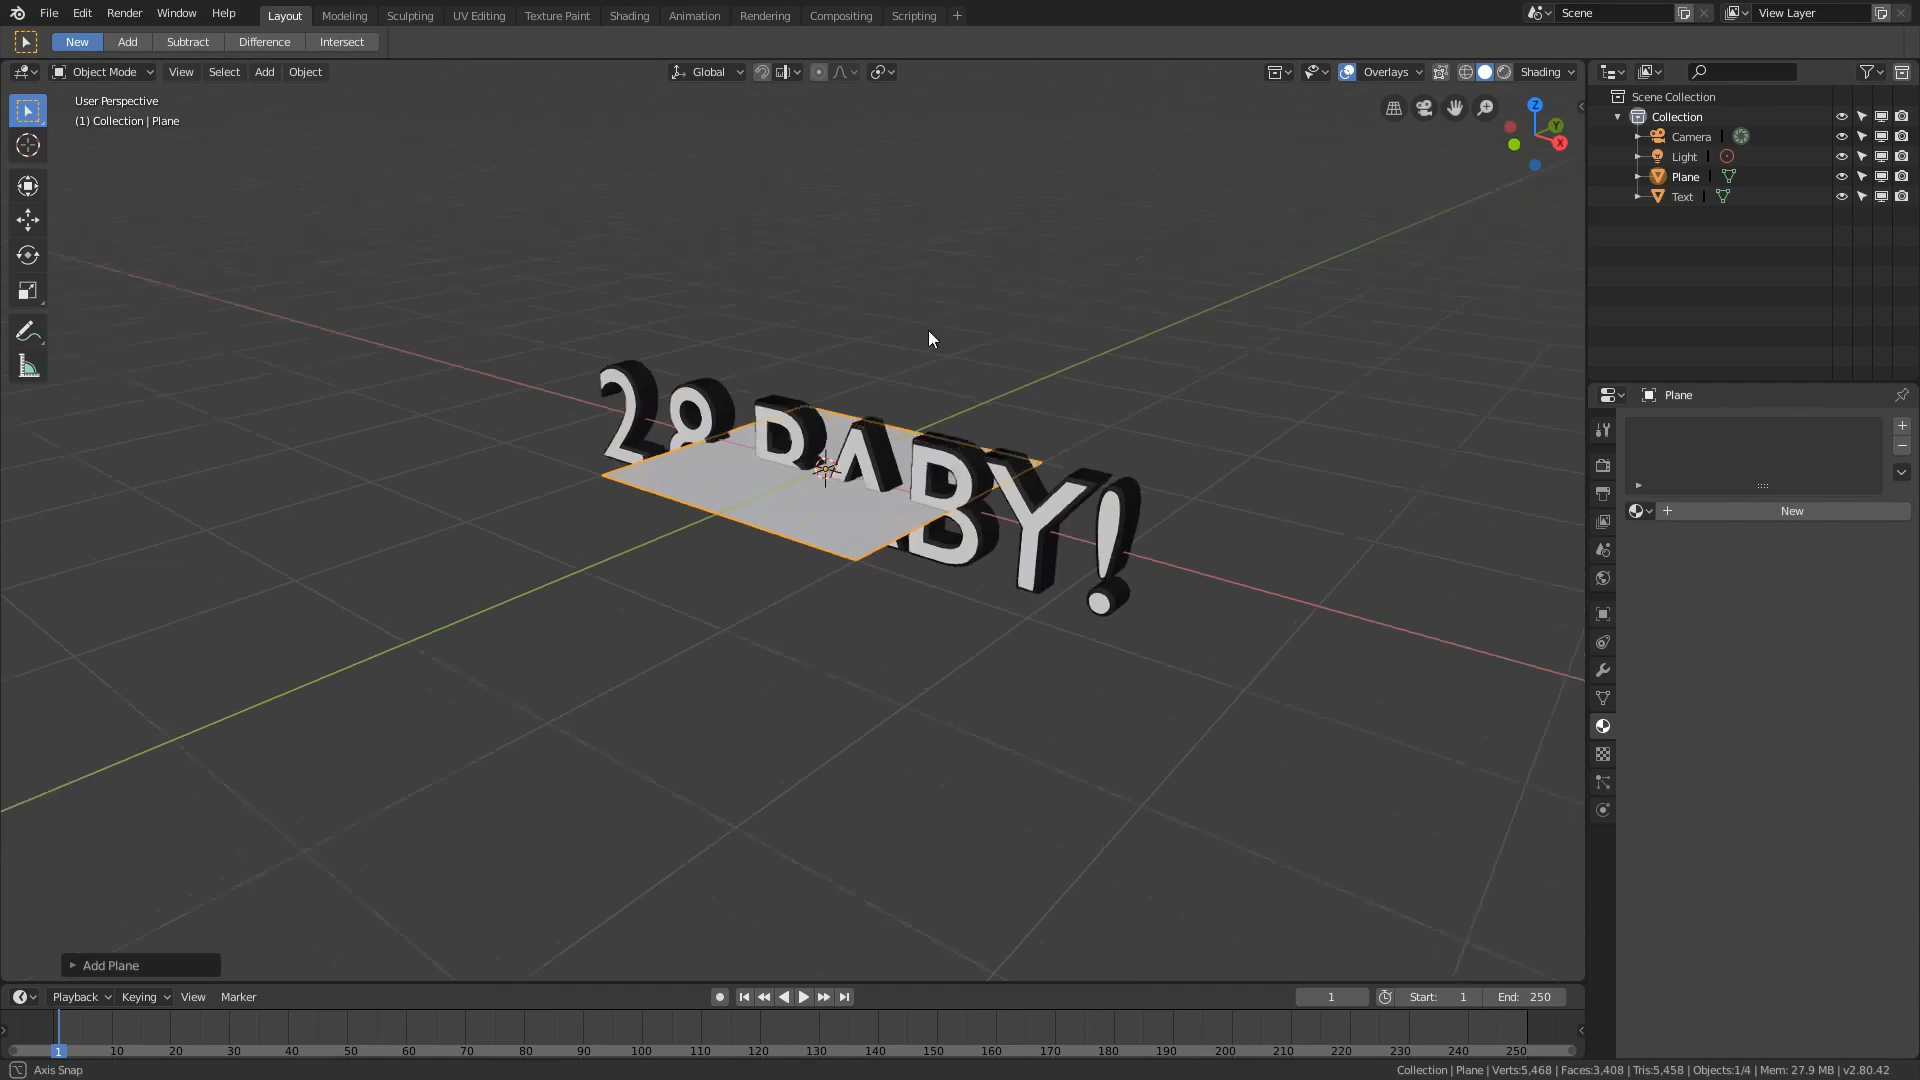 File Edit Render Window Help Layout Modeling Sculpting UV Editing Texture Paint Shading Animation Rendering Compositing Scripting + Scene View Layer
New Add Subtract Difference Intersect
Object Mode View Select Add Object Global Overlays Shading
User Perspective
(1) Collection | Plane
Z
Y
X
28 BABY!
Add Plane
Scene Collection
Collection
Camera
Light
Plane
Text
Plane
New
Playback Keying View Marker 1 Start: 1 End: 250
1 10 20 30 40 50 60 70 80 90 100 110 120 130 140 150 160 170 180 190 200 210 220 230 240 250
Axis Snap
Collection | Plane | Verts:5,468 | Faces:3,408 | Tris:5,458 | Objects:1/4 | Mem: 27.9 MB | v2.80.42